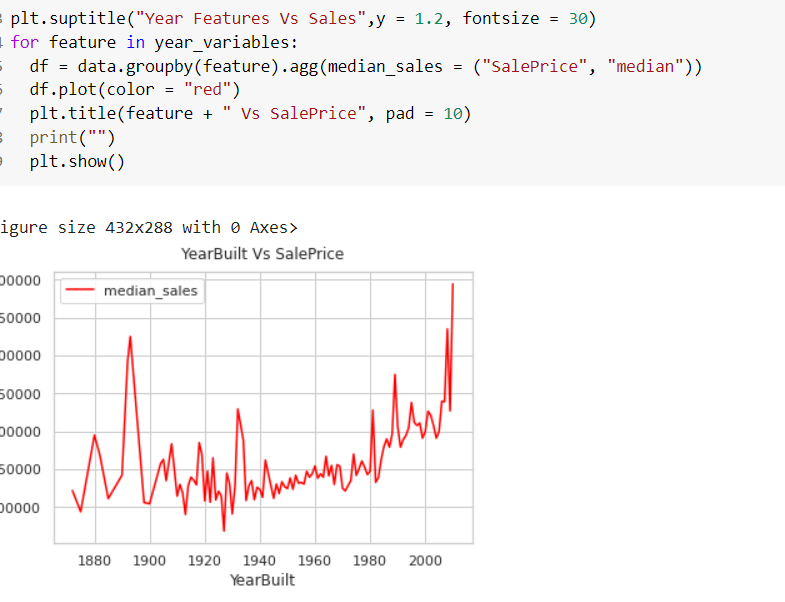 plt.suptitle("Year Features Vs Sales",y = 1.2, fontsize = 30)
for feature in year_variables:
df = data.groupby(feature).agg(median_sales = ("SalePrice", "median"))
df.plot(color = "red")
plt.title(feature + " Vs SalePrice", pad = 10)
print("")
plt.show()
igure size 432x288 with 0 Axes>
YearBuilt Vs SalePrice
median_sales
00000
50000
00000
50000
00000
50000
00000
1880 1900 1920 1940 1960 1980 2000
YearBuilt